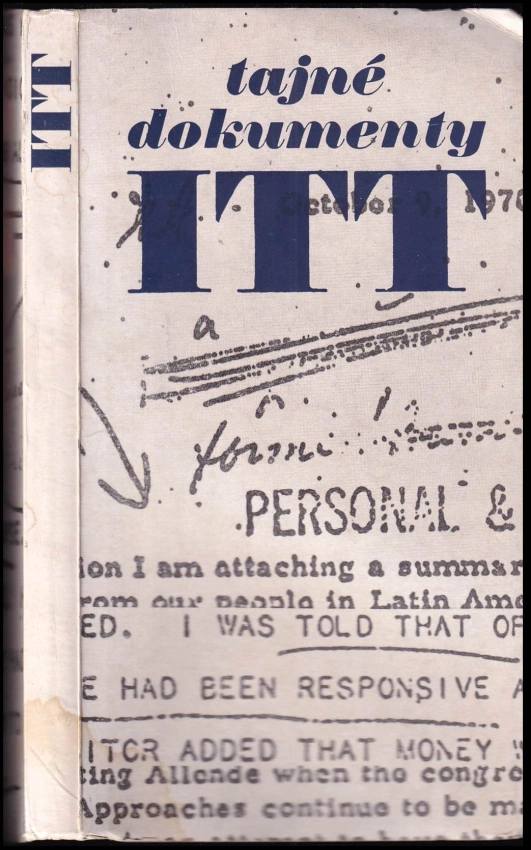 ITT
tajné
dokumenty
ITT
October 9, 1970
a
PERSONAL &
ion I am attaching a summar
rom our people in Latin Ame
ED. I WAS TOLD THAT OF
E HAD BEEN RESPONSIVE A
ITOR ADDED THAT MONEY W
ting Allende when the congre
Approaches continue to be ma